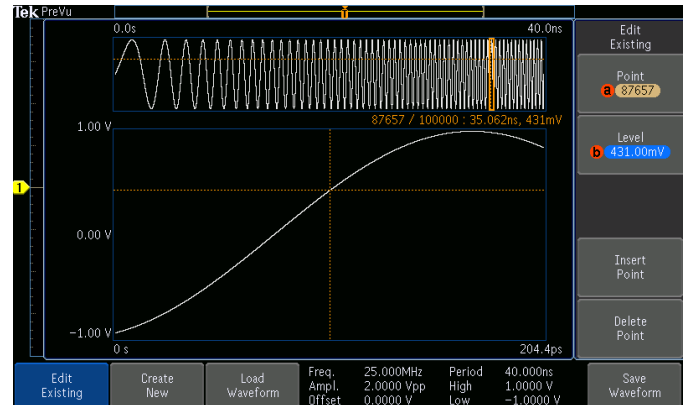 Tek PreVu
0.0s 40.0ns
87657 / 100000 : 35.062ns, 431mV
1.00 V
1
0.00 V
-1.00 V
0 s 204.4ps
Edit
Existing
Point
a 87657
Level
b 431.00mV
Insert
Point
Delete
Point
Edit
Existing
Create
New
Load
Waveform
Freq. 25.000MHz Period 40.000ns
Ampl. 2.0000 Vpp High 1.0000 V
Offset 0.0000 V Low -1.0000 V
Save
Waveform